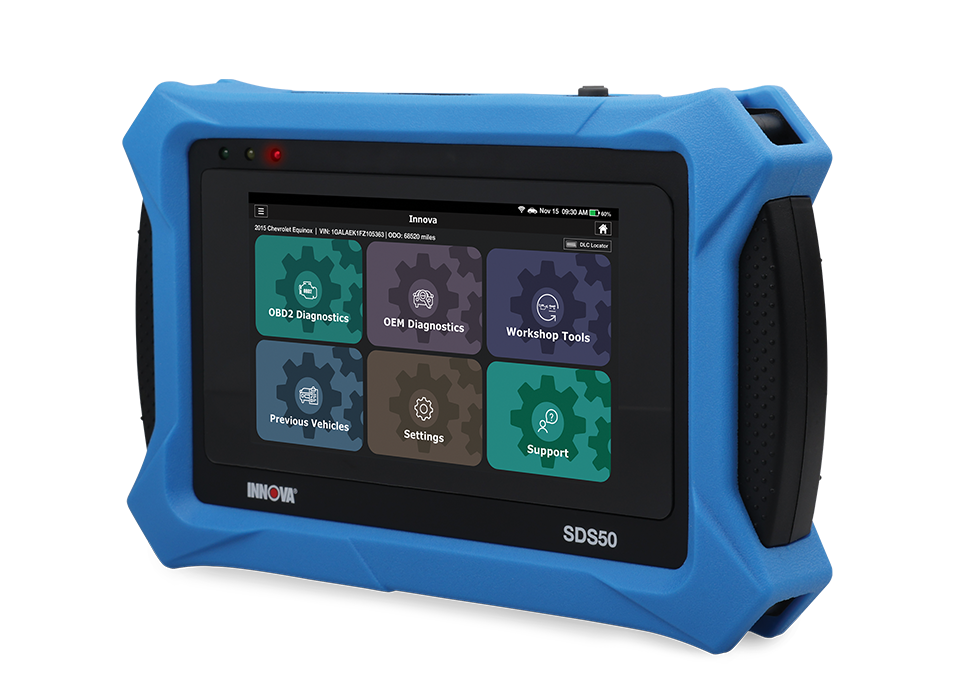 Nov 15 09:30 AM 60%
Innova
2015 Chevrolet Equinox | VIN: 1GALAEK1FZ105363 | ODO: 68520 miles
DLC Locator
OBD2 Diagnostics
OEM Diagnostics
Workshop Tools
Previous Vehicles
Settings
Support
INNOVA®
SDS50